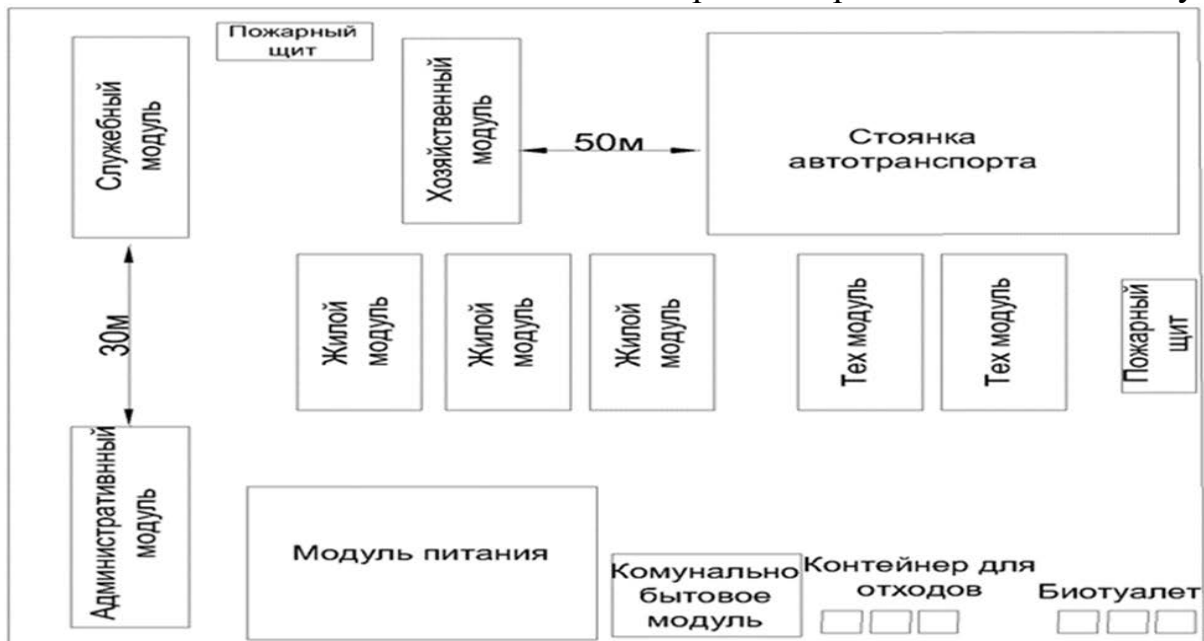 Пожарный
щит
Служебный
модуль
Хозяйственный
модуль
50м
Стоянка
автотранспорта
30м
Жилой
модуль
Жилой
модуль
Жилой
модуль
Тех модуль
Тех модуль
Пожарный
щит
Административнный
модуль
Модуль питания
Комунально
бытовое
модуль
Контейнер для
отходов
Биотуалет